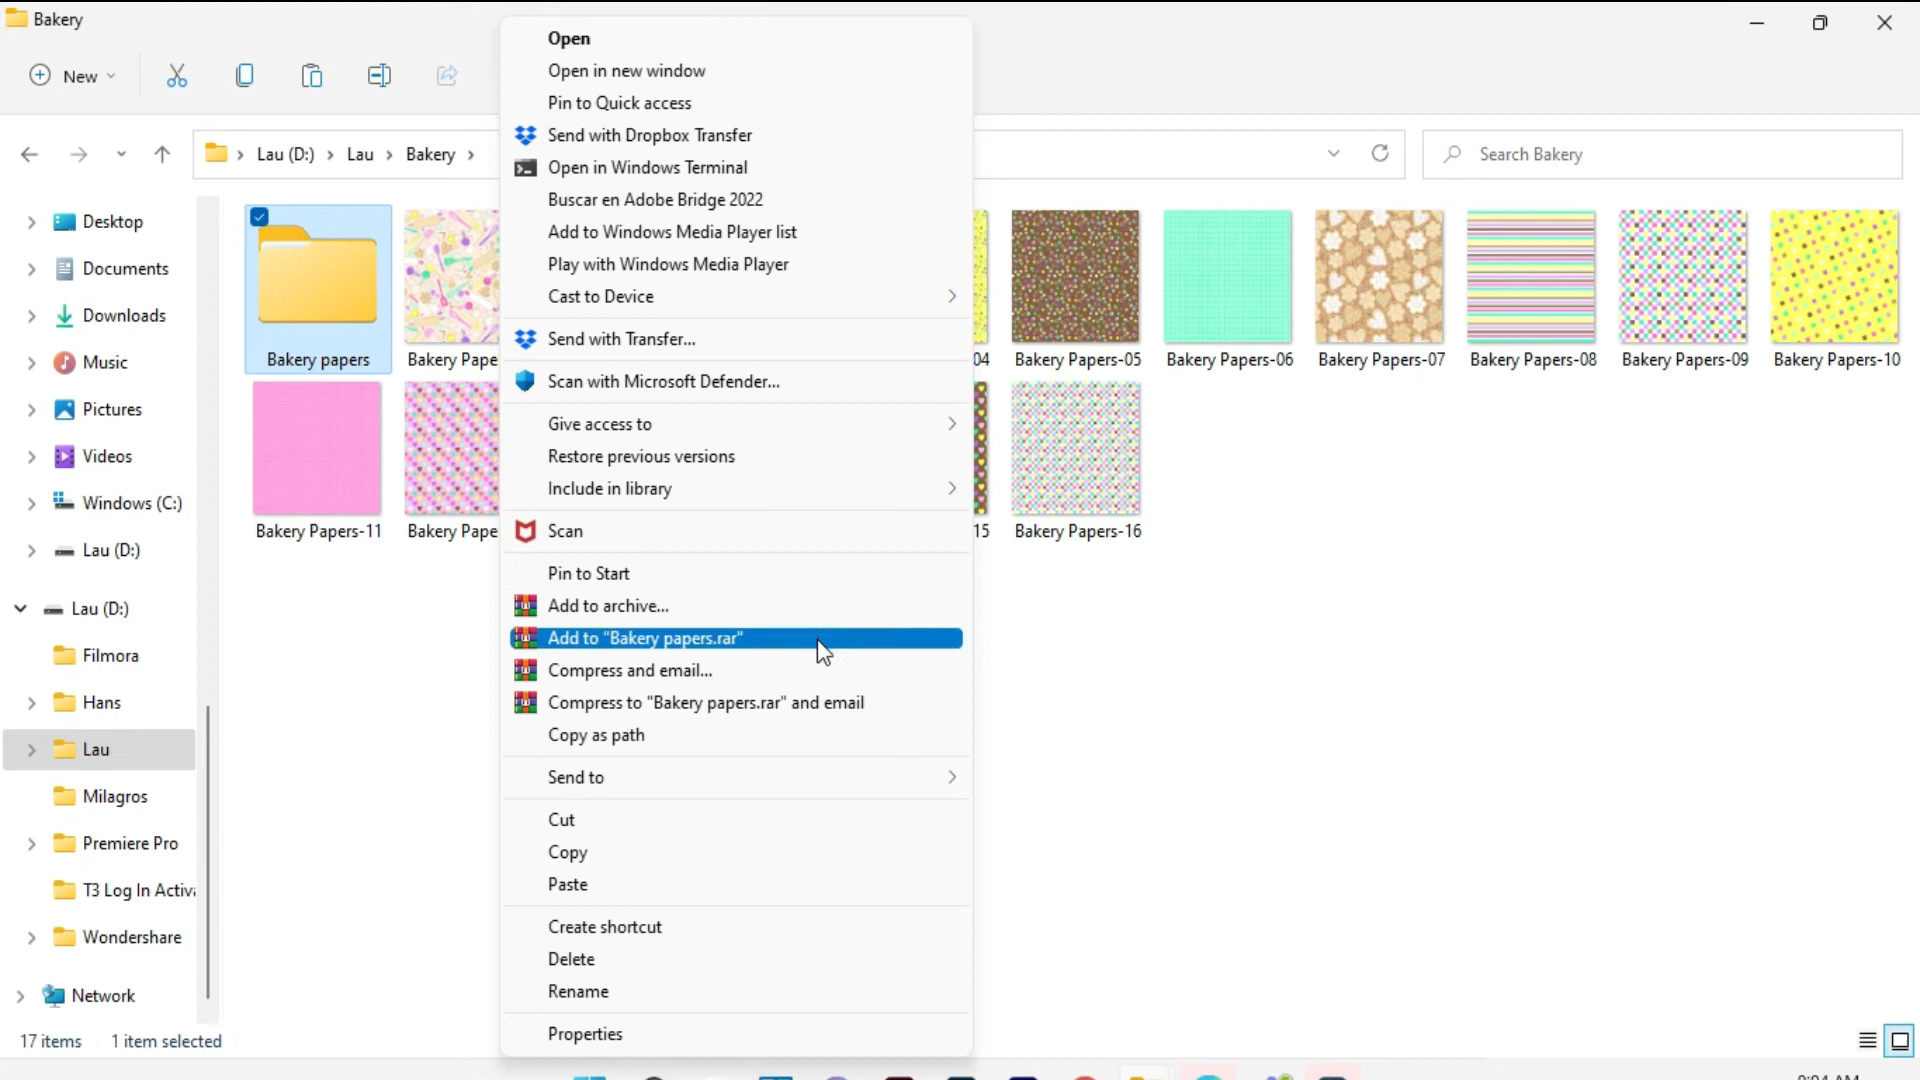 Bakery
New
Lau (D:) Lau Bakery
Search Bakery
Desktop
Documents
Downloads
Music
Pictures
Videos
Windows (C:)
Lau (D:)
Lau (D:)
Filmora
Hans
Lau
Milagros
Premiere Pro
T3 Log In Activ
Wondershare
Network
Bakery papers
Bakery Pape
04
Bakery Papers-05
Bakery Papers-06
Bakery Papers-07
Bakery Papers-08
Bakery Papers-09
Bakery Papers-10
Bakery Papers-11
Bakery Pape
15
Bakery Papers-16
Open
Open in new window
Pin to Quick access
Send with Dropbox Transfer
Open in Windows Terminal
Buscar en Adobe Bridge 2022
Add to Windows Media Player list
Play with Windows Media Player
Cast to Device
Send with Transfer...
Scan with Microsoft Defender...
Give access to
Restore previous versions
Include in library
Scan
Pin to Start
Add to archive...
Add to "Bakery papers.rar"
Compress and email...
Compress to "Bakery papers.rar" and email
Copy as path
Send to
Cut
Copy
Paste
Create shortcut
Delete
Rename
Properties
17 items 1 item selected